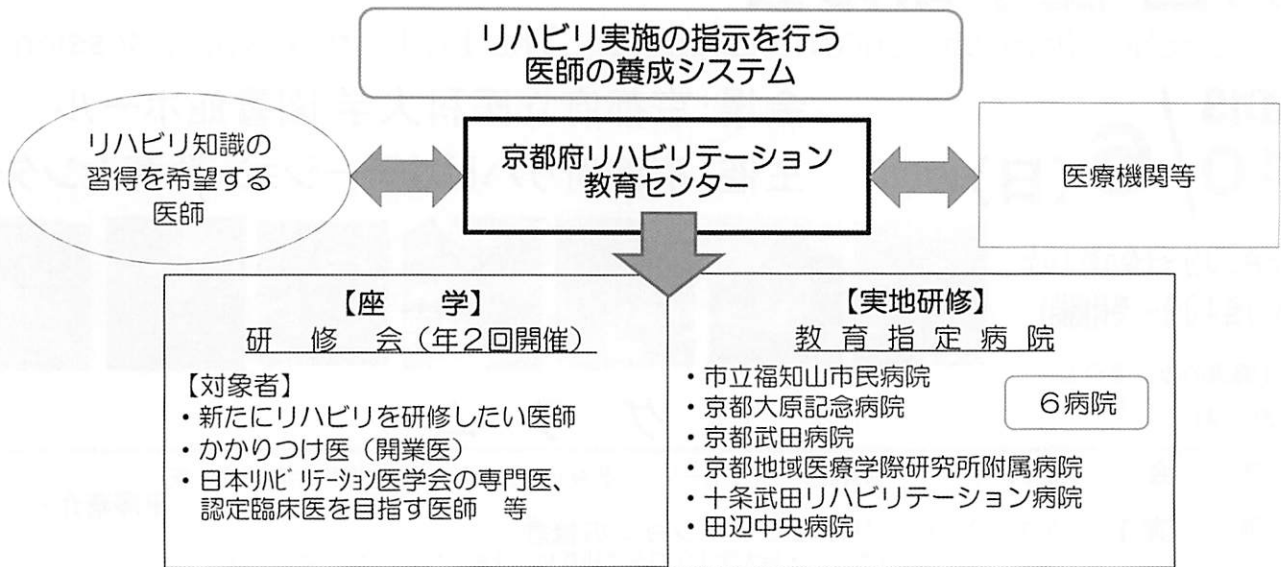 リハビリ実施の指示を行う
医師の養成システム
リハビリ知識の
習得を希望する
医師
京都府リハビリテーション
教育センター
医療機関等
【座　学】
研　修　会（年２回開催）
【対象者】
・新たにリハビリを研修したい医師
・かかりつけ医（開業医）
・日本ﾘﾊﾋﾞﾘﾃｰｼｮﾝ医学会の専門医、
認定臨床医を目指す医師　等
【実地研修】
教 育 指 定 病 院
・市立福知山市民病院
・京都大原記念病院
・京都武田病院
・京都地域医療学際研究所附属病院
・十条武田リハビリテーション病院
・田辺中央病院
６病院